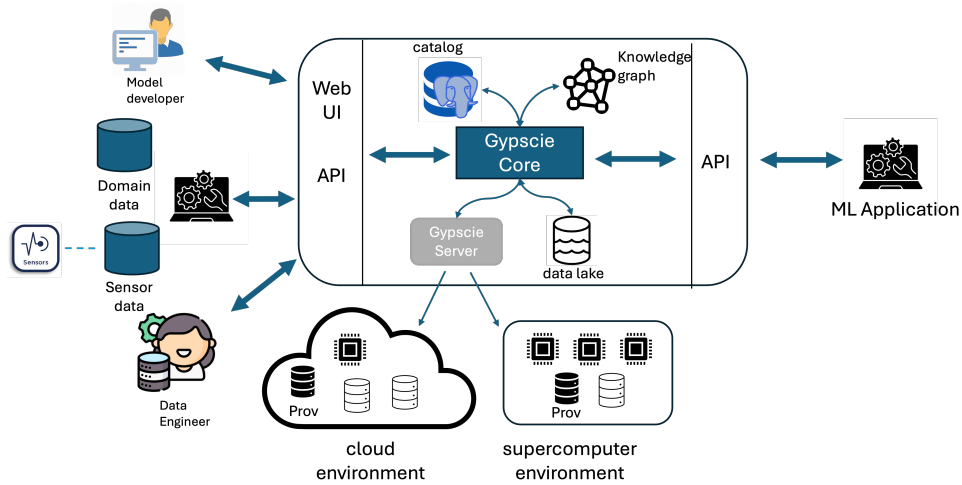 Model
developer
Domain
data
Sensors
Sensor
data
Data
Engineer
Web
UI
API
catalog
Knowledge
graph
Gypscie
Core
Gypscie
Server
data lake
API
ML Application
Prov
cloud
environment
Prov
supercomputer
environment